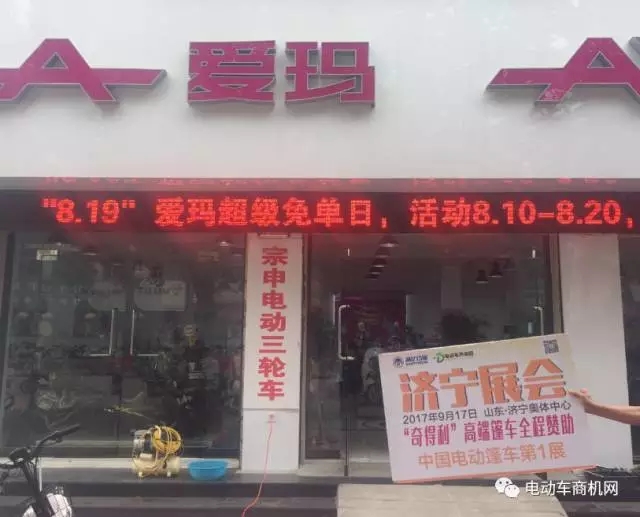 爱玛
"8.19" 爱玛超级免单日，活动8.10-8.20，
宗申电动三轮车
济宁展会
2017年9月17日 山东·济宁奥体中心
"奇得利" 高端篷车全程赞助
中国电动篷车第1展
电动车商机网